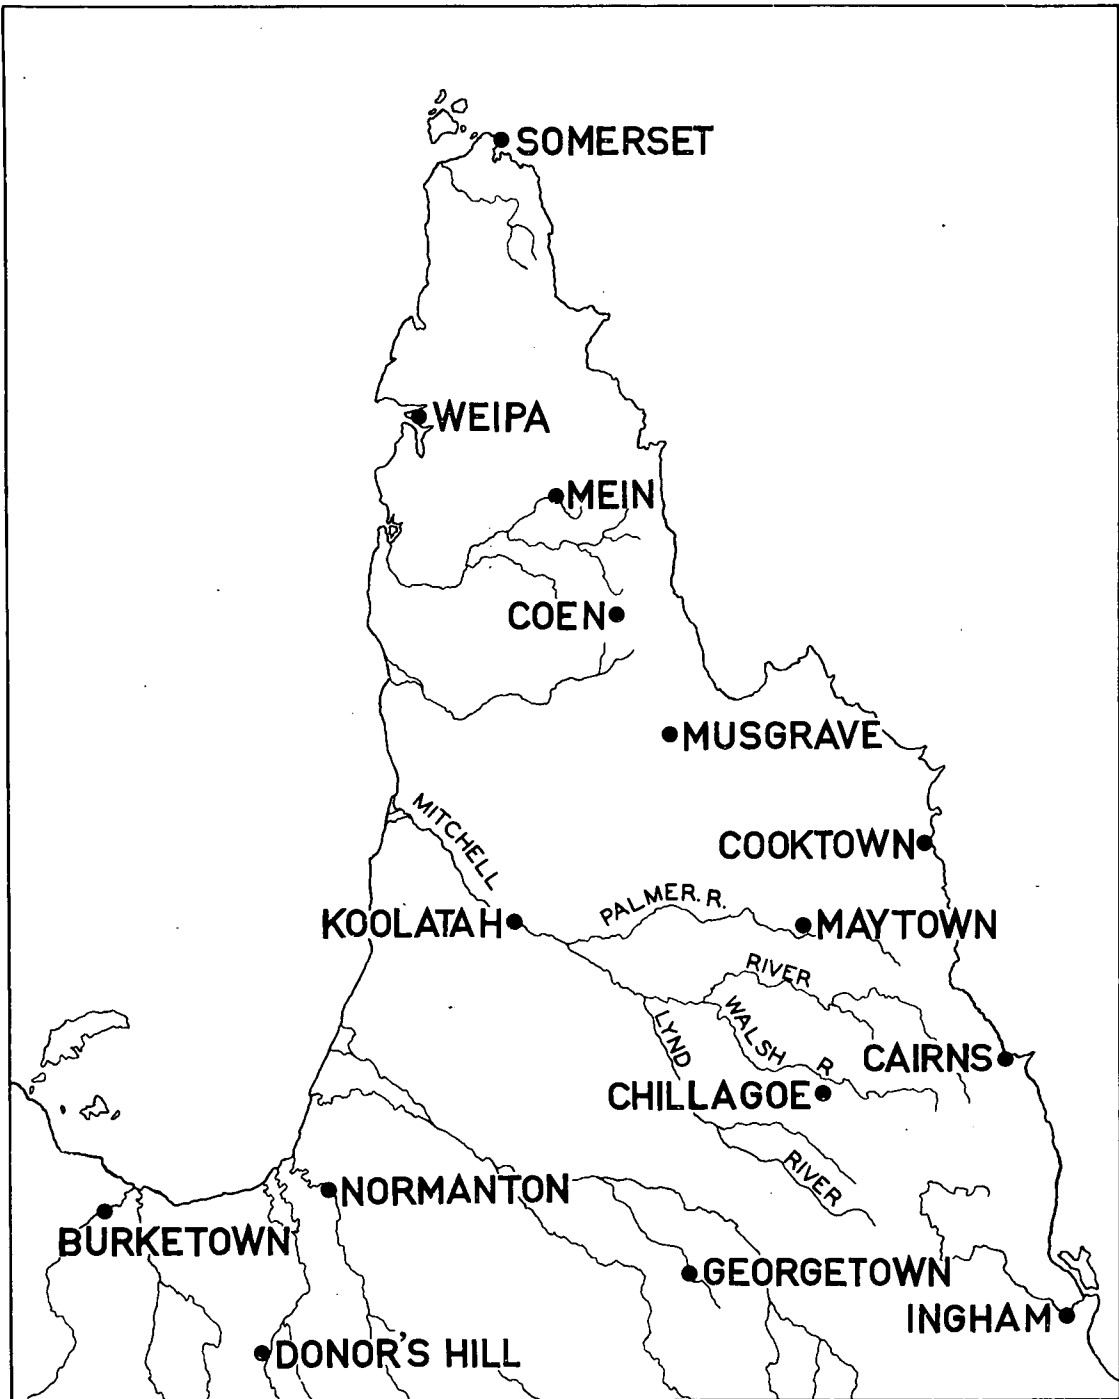 SOMERSET
WEIPA
MEIN
COEN
MUSGRAVE
MITCHELL
COOKTOWN
PALMER. R.
KOOLATAH
MAYTOWN
RIVER
LYND
WALSH R
CAIRNS
CHILLAGOE
RIVER
NORMANTON
BURKETOWN
GEORGETOWN
INGHAM
DONOR'S HILL